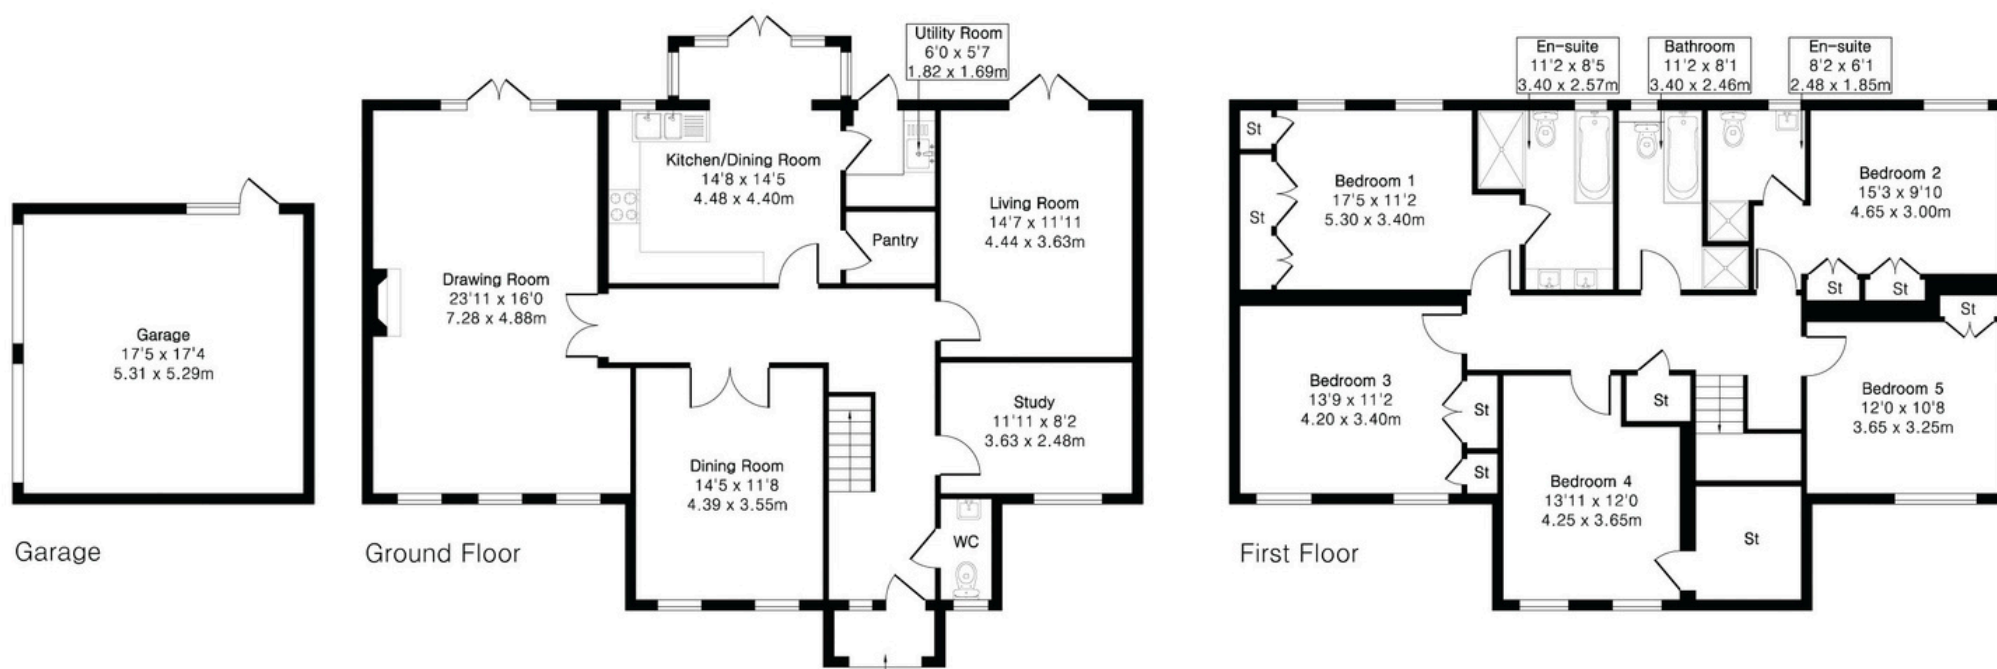 Garage
17'5 x 17'4
5.31 x 5.29m
Garage
Drawing Room
23'11 x 16'0
7.28 x 4.88m
Kitchen/Dining Room
14'8 x 14'5
4.48 x 4.40m
Utility Room
6'0 x 5'7
1.82 x 1.69m
Pantry
Living Room
14'7 x 11'11
4.44 x 3.63m
Study
11'11 x 8'2
3.63 x 2.48m
Dining Room
14'5 x 11'8
4.39 x 3.55m
WC
Ground Floor
En-suite
11'2 x 8'5
3.40 x 2.57m
Bathroom
11'2 x 8'1
3.40 x 2.46m
En-suite
8'2 x 6'1
2.48 x 1.85m
St
St
Bedroom 1
17'5 x 11'2
5.30 x 3.40m
Bedroom 2
15'3 x 9'10
4.65 x 3.00m
St
St
St
Bedroom 3
13'9 x 11'2
4.20 x 3.40m
St
St
St
Bedroom 5
12'0 x 10'8
3.65 x 3.25m
Bedroom 4
13'11 x 12'0
4.25 x 3.65m
St
First Floor